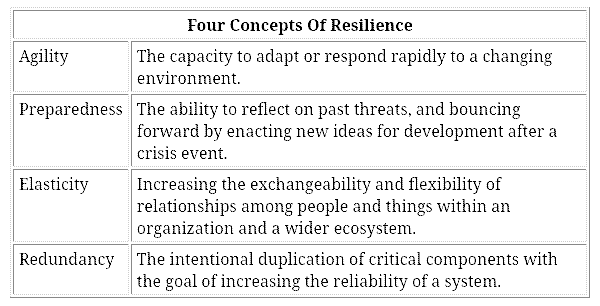 Four Concepts Of Resilience
Agility
The capacity to adapt or respond rapidly to a changing
environment.
Preparedness
The ability to reflect on past threats, and bouncing
forward by enacting new ideas for development after a
crisis event.
Elasticity
Increasing the exchangeability and flexibility of
relationships among people and things within an
organization and a wider ecosystem.
Redundancy
The intentional duplication of critical components with
the goal of increasing the reliability of a system.